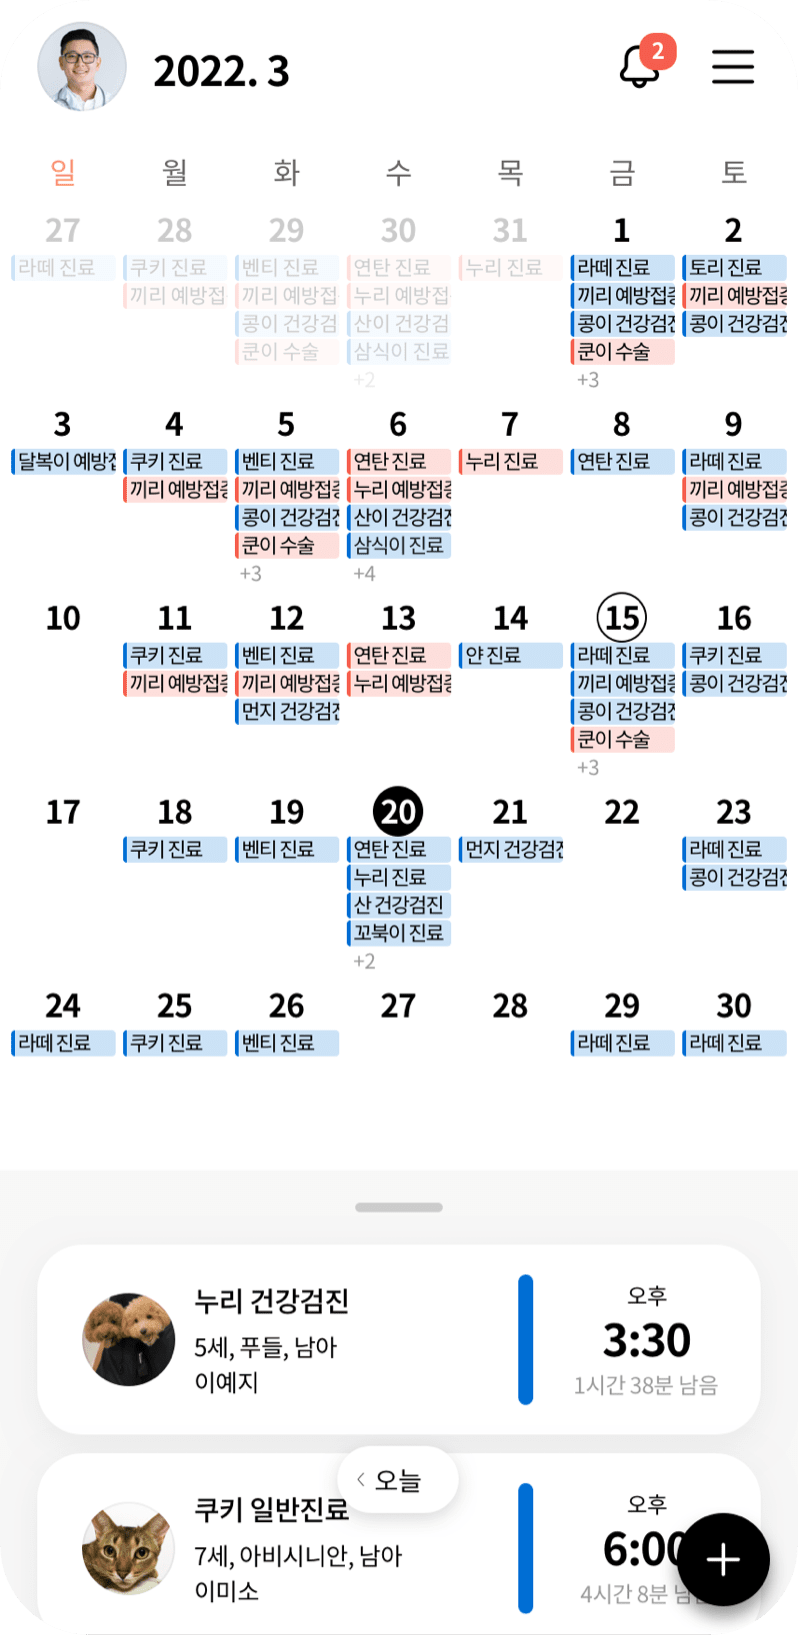 2022. 3
2
일 월 화 수 목 금 토
27 28 29 30 31 1 2
라떼 진료 쿠키 진료 벤티 진료 연탄 진료 누리 진료 라떼 진료 토리 진료
끼리 예방접 끼리 예방접 누리 예방접 끼리 예방접종 끼리 예방접종
콩이 건강검 산이 건강검 콩이 건강검진 콩이 건강검진
쿤이 수술 삼식이 진료 쿤이 수술
+2 +3
3 4 5 6 7 8 9
달복이 예방접 쿠키 진료 벤티 진료 연탄 진료 누리 진료 연탄 진료 라떼 진료
끼리 예방접종 끼리 예방접종 누리 예방접종 끼리 예방접종
콩이 건강검진 산이 건강검진 콩이 건강검진
쿤이 수술 삼식이 진료
+3 +4
10 11 12 13 14 15 16
쿠키 진료 벤티 진료 연탄 진료 얀 진료 라떼 진료 쿠키 진료
끼리 예방접종 끼리 예방접종 누리 예방접종 끼리 예방접종 콩이 건강검진
먼지 건강검진 콩이 건강검진
쿤이 수술
+3
17 18 19 20 21 22 23
쿠키 진료 벤티 진료 연탄 진료 먼지 건강검진 라떼 진료
누리 진료 콩이 건강검진
산 건강검진
꼬북이 진료
+2
24 25 26 27 28 29 30
라떼 진료 쿠키 진료 벤티 진료 라떼 진료 라떼 진료
누리 건강검진
5세, 푸들, 남아
이예지
오후
3:30
1시간 38분 남음
오늘
쿠키 일반진료
7세, 아비시니안, 남아
이미소
오후
6:00
4시간 8분